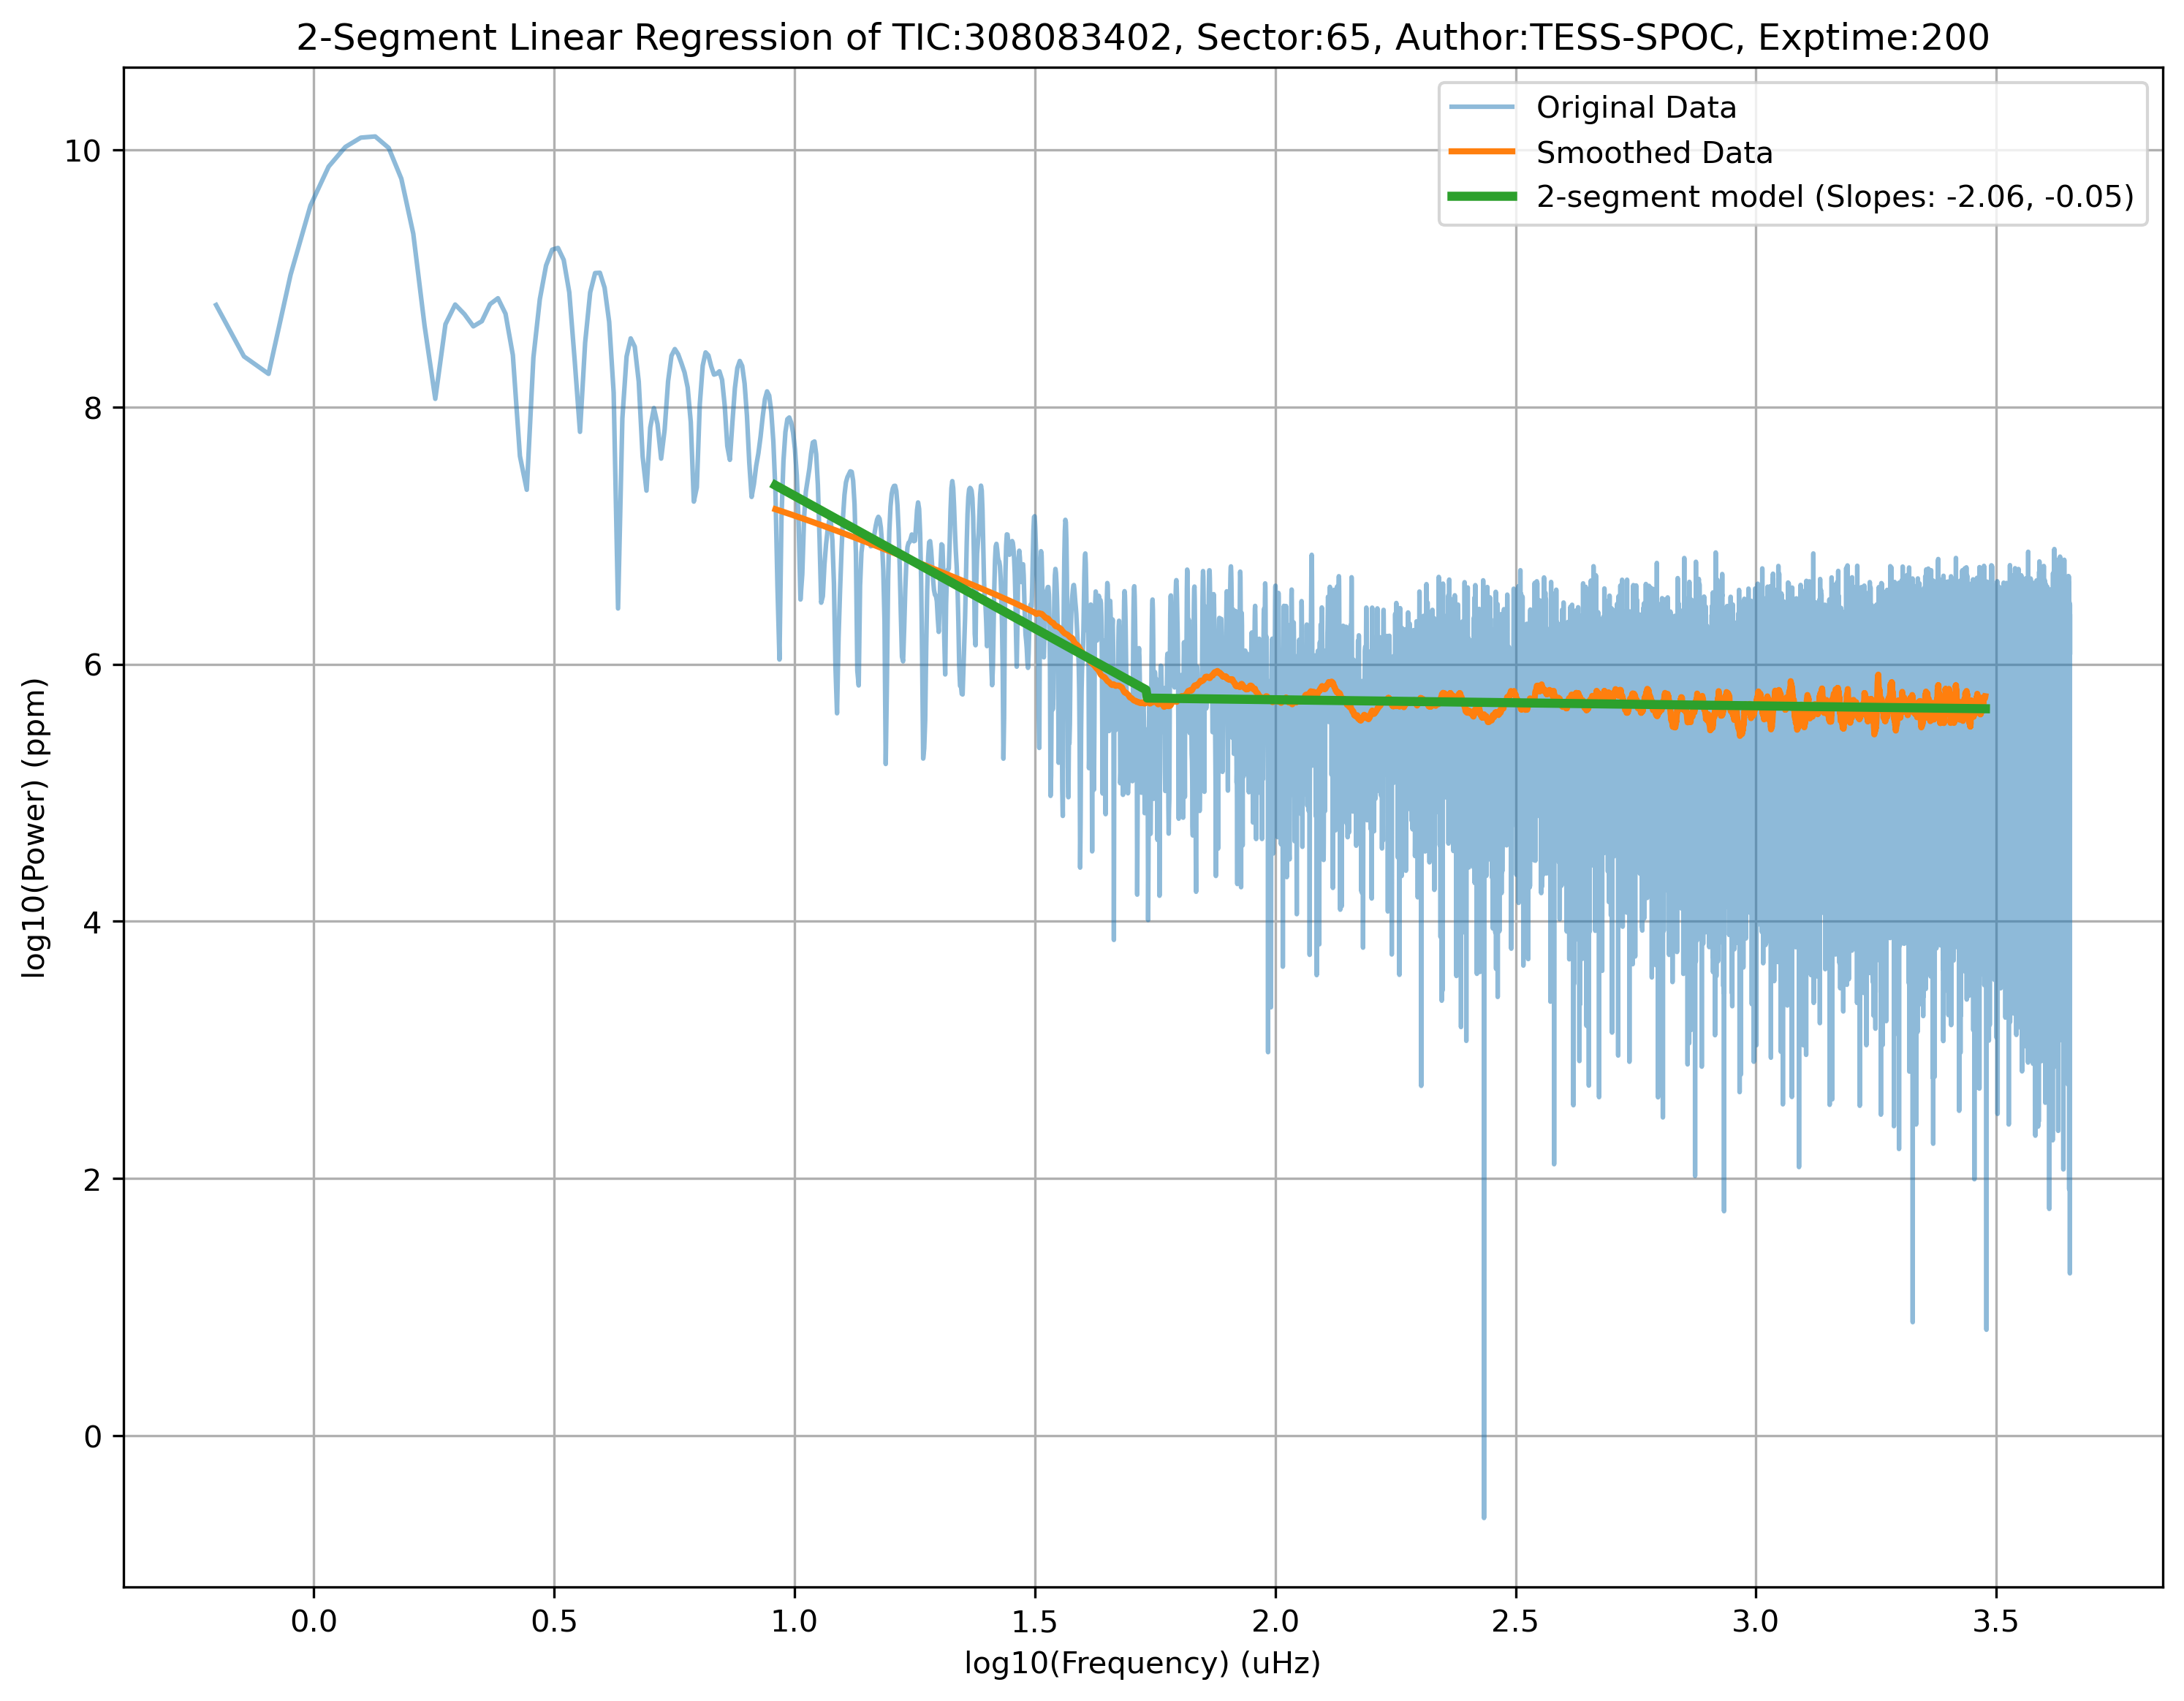 2-Segment Linear Regression of TIC:308083402, Sector:65, Author:TESS-SPOC, Exptime:200
Original Data
Smoothed Data
2-segment model (Slopes: -2.06, -0.05)
log10(Power) (ppm)
10
8
6
4
2
0
0.0 0.5 1.0 1.5 2.0 2.5 3.0 3.5
log10(Frequency) (uHz)